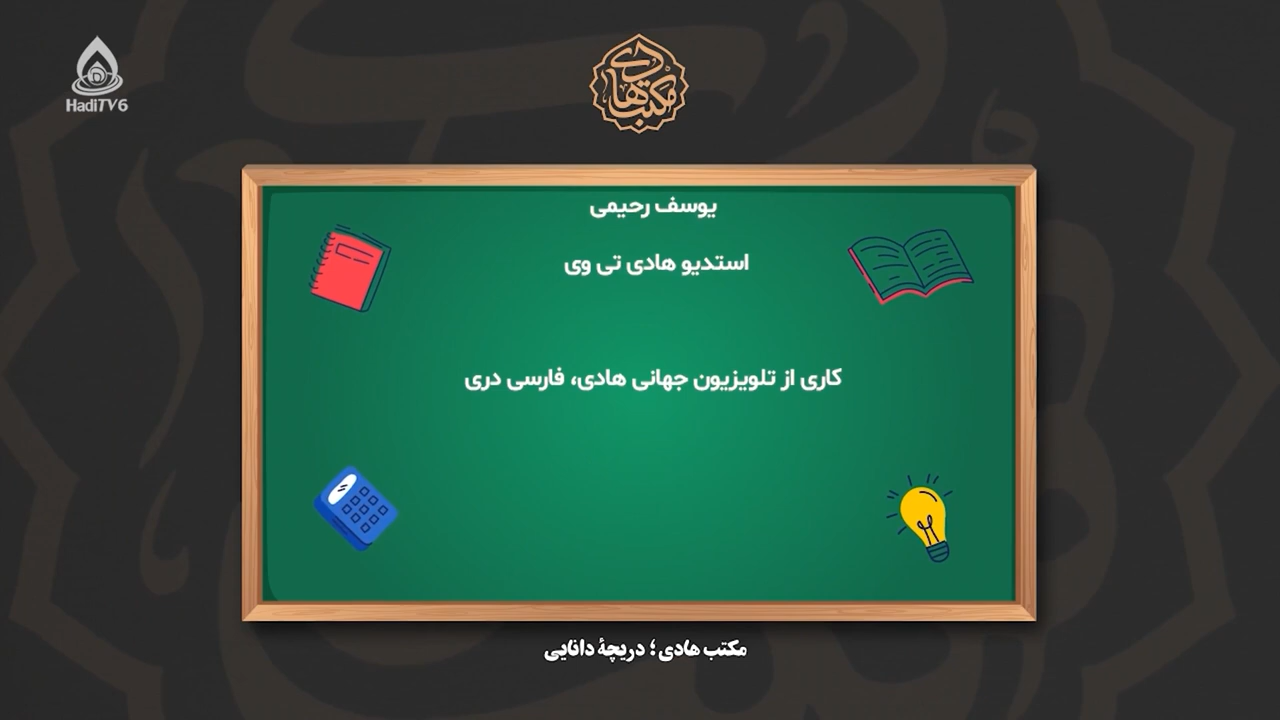 HadiTV6
مکتب هادی
یوسف رحیمی
استدیو هادی تی وی
کاری از تلویزیون جهانی هادی، فارسی دری
مکتب هادی؛ دریچهٔ دانایی